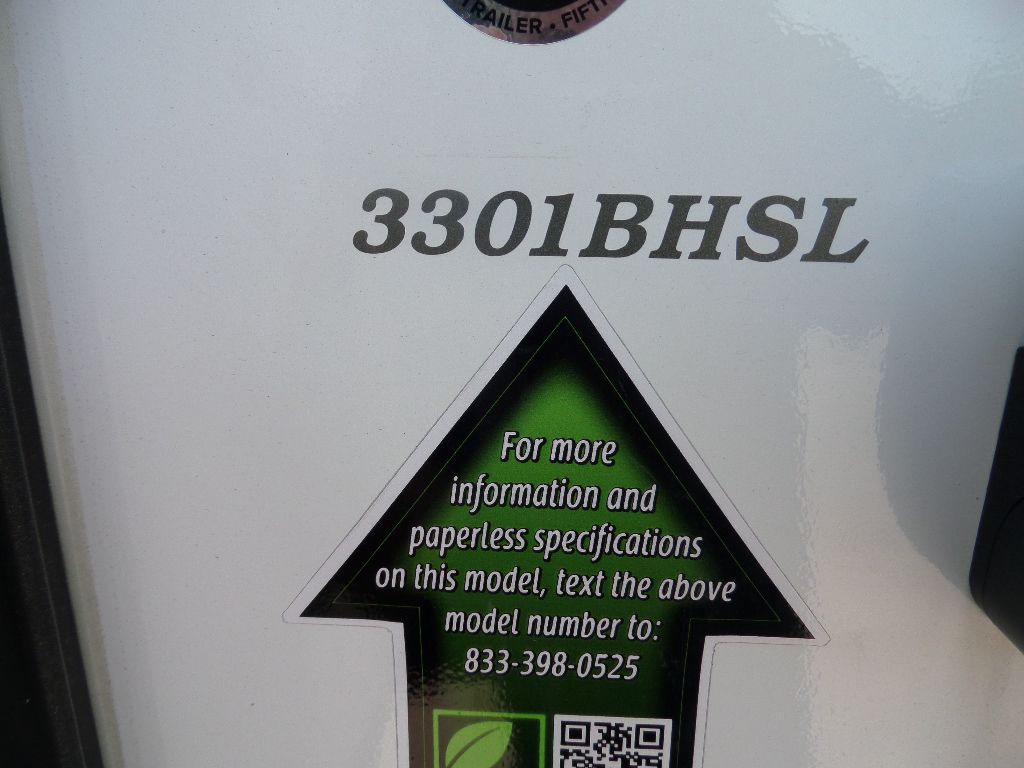 TRAILER • FIFTH
3301BHSL
For more
information and
paperless specifications
on this model, text the above
model number to:
833-398-0525